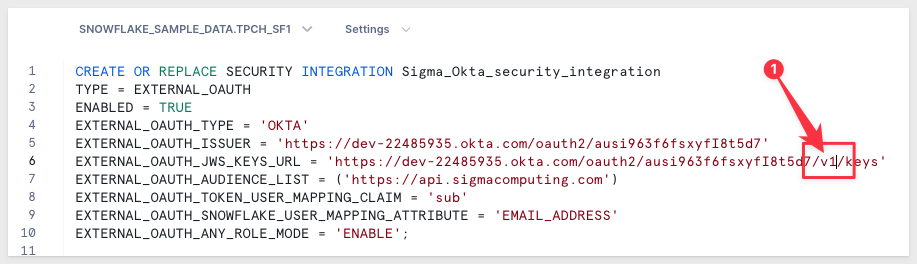 SNOWFLAKE_SAMPLE_DATA.TPCH_SF1 Settings
1
1 CREATE OR REPLACE SECURITY INTEGRATION Sigma_Okta_security_integration
2 TYPE = EXTERNAL_OAUTH
3 ENABLED = TRUE
4 EXTERNAL_OAUTH_TYPE = 'OKTA'
5 EXTERNAL_OAUTH_ISSUER = 'https://dev-22485935.okta.com/oauth2/ausi963f6fsxyfI8t5d7'
6 EXTERNAL_OAUTH_JWS_KEYS_URL = 'https://dev-22485935.okta.com/oauth2/ausi963f6fsxyfI8t5d7/v1/keys'
7 EXTERNAL_OAUTH_AUDIENCE_LIST = ('https://api.sigmacomputing.com')
8 EXTERNAL_OAUTH_TOKEN_USER_MAPPING_CLAIM = 'sub'
9 EXTERNAL_OAUTH_SNOWFLAKE_USER_MAPPING_ATTRIBUTE = 'EMAIL_ADDRESS'
10 EXTERNAL_OAUTH_ANY_ROLE_MODE = 'ENABLE';
11